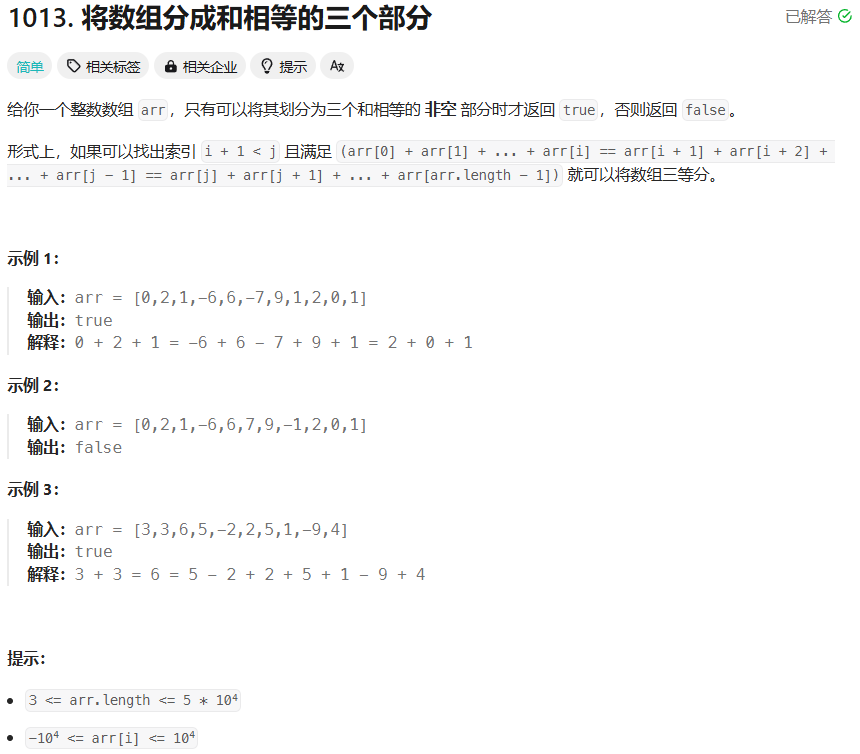 1013. 将数组分成和相等的三个部分
已解答
简单 相关标签 相关企业 提示 A文
给你一个整数数组 arr，只有可以将其划分为三个和相等的 非空 部分时才返回 true，否则返回 false。
形式上，如果可以找出索引 i + 1 < j 且满足 (arr[0] + arr[1] + ... + arr[i] == arr[i + 1] + arr[i + 2] +
... + arr[j - 1] == arr[j] + arr[j + 1] + ... + arr[arr.length - 1]) 就可以将数组三等分。
示例 1：
输入：arr = [0,2,1,-6,6,-7,9,1,2,0,1]
输出：true
解释：0 + 2 + 1 = -6 + 6 - 7 + 9 + 1 = 2 + 0 + 1
示例 2：
输入：arr = [0,2,1,-6,6,7,9,-1,2,0,1]
输出：false
示例 3：
输入：arr = [3,3,6,5,-2,2,5,1,-9,4]
输出：true
解释：3 + 3 = 6 = 5 - 2 + 2 + 5 + 1 - 9 + 4
提示：
3 <= arr.length <= 5 * 10⁴
-10⁴ <= arr[i] <= 10⁴